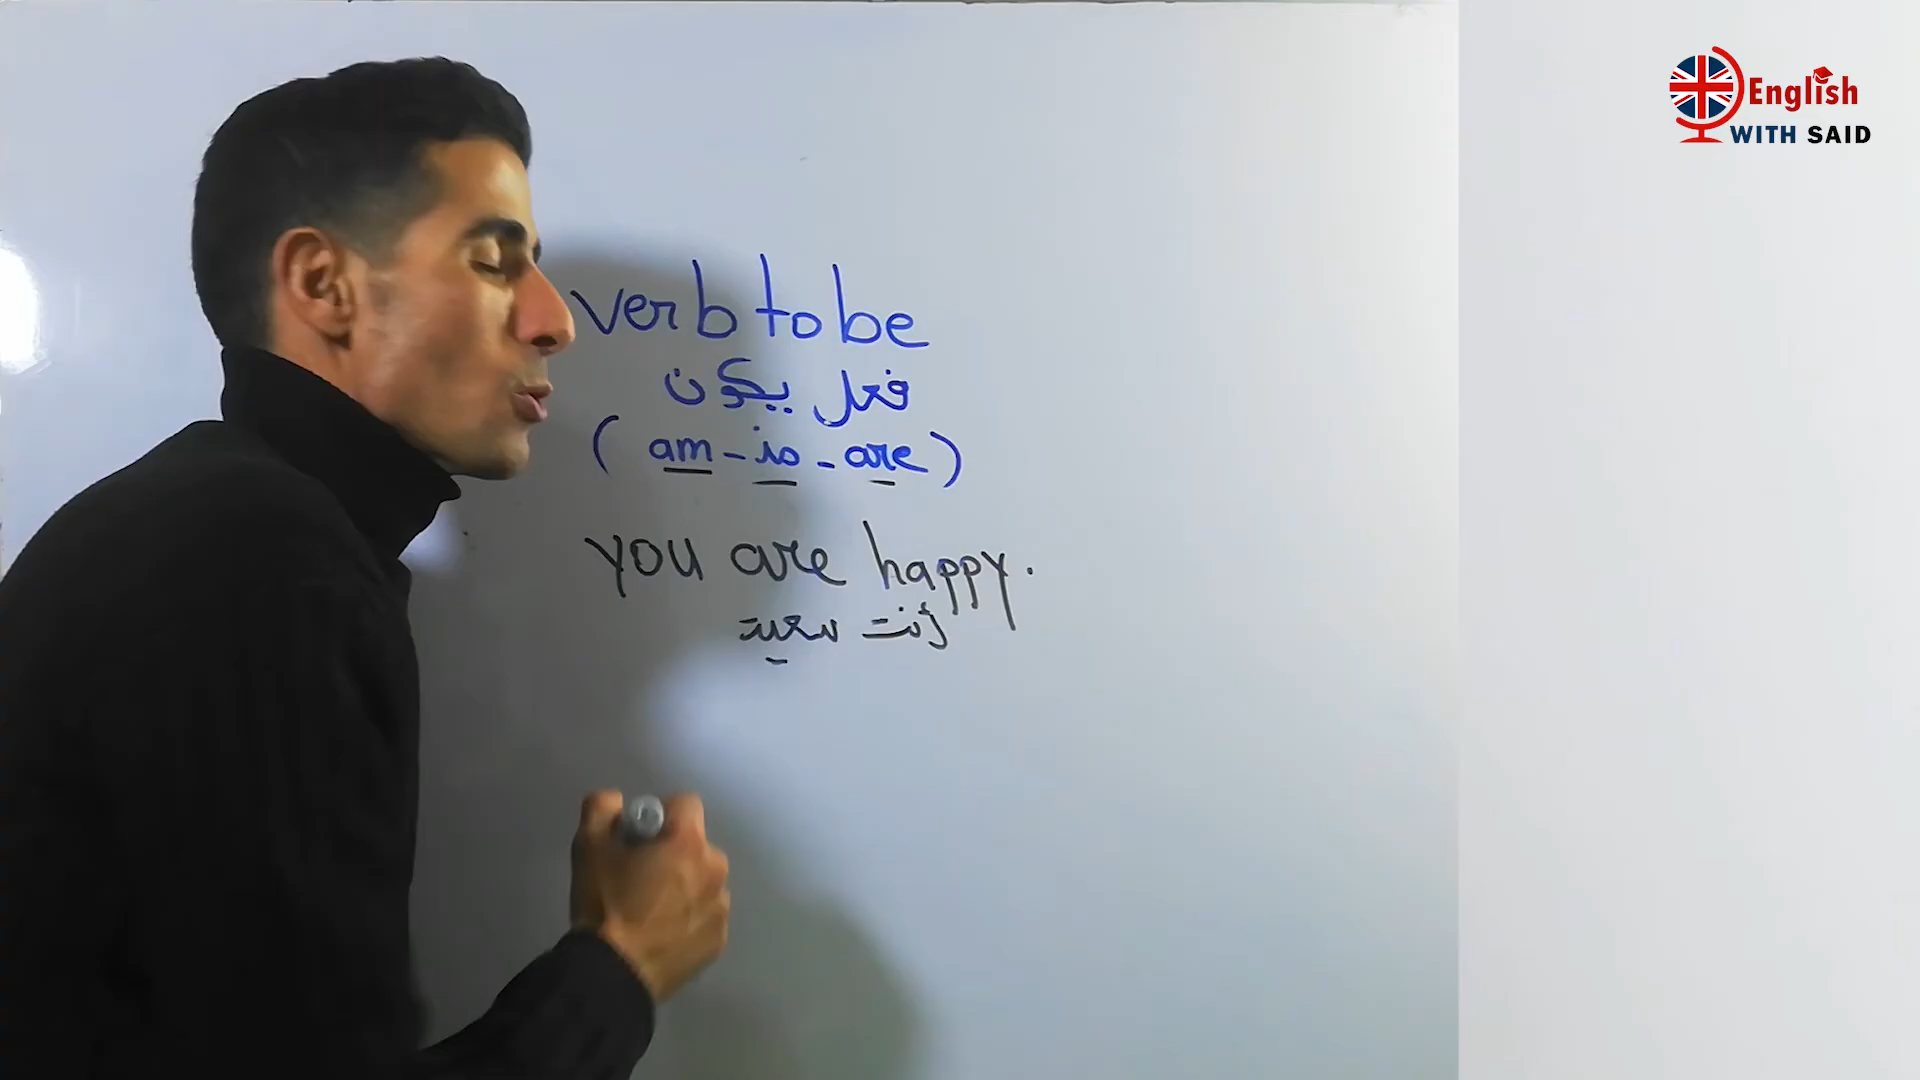 English
WITH SAID
verb to be
فعل يكون
( am - is - are )
you are happy.
أنت سعيد